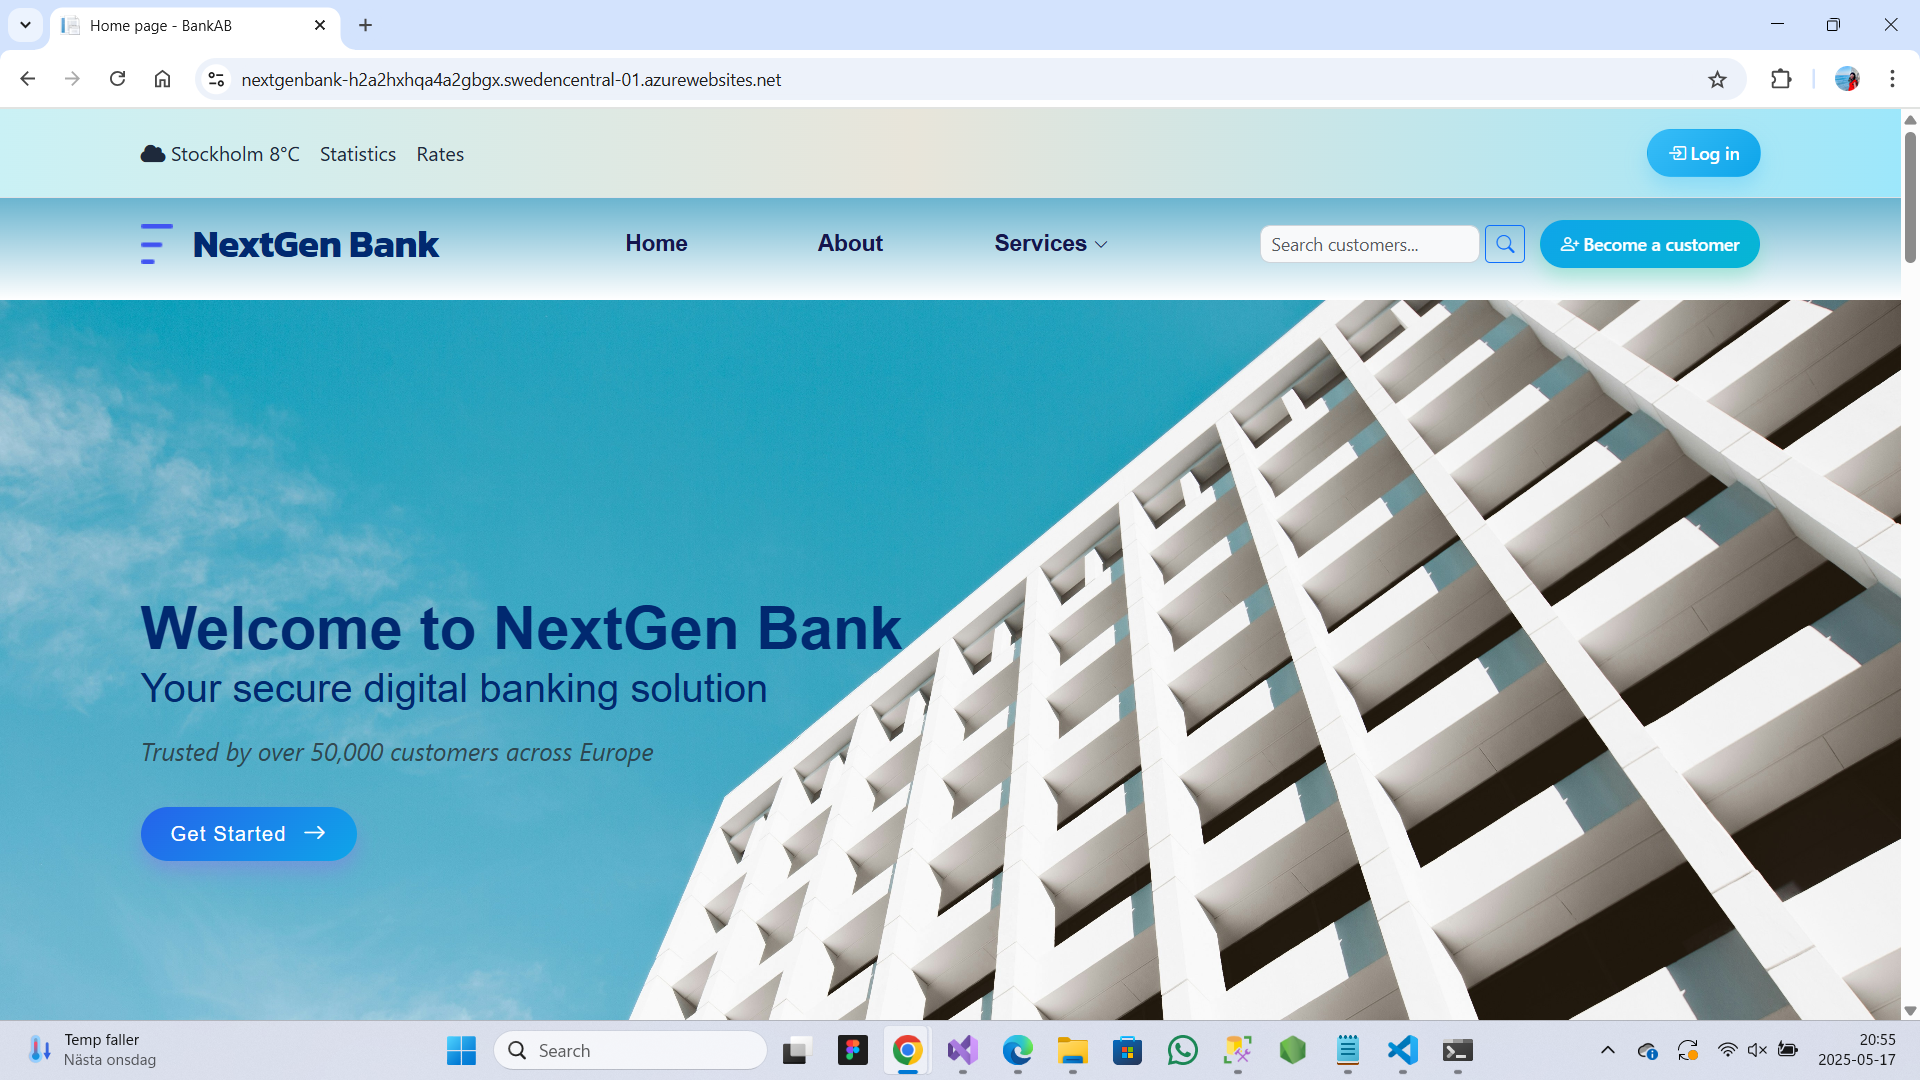 Home page - BankAB
nextgenbank-h2a2hxhqa4a2gbgx.swedencentral-01.azurewebsites.net
Stockholm 8°C Statistics Rates Log in
NextGen Bank Home About Services Search customers... Become a customer
Welcome to NextGen Bank
Your secure digital banking solution
Trusted by over 50,000 customers across Europe
Get Started
Temp faller
Nästa onsdag
Search
20:55
2025-05-17